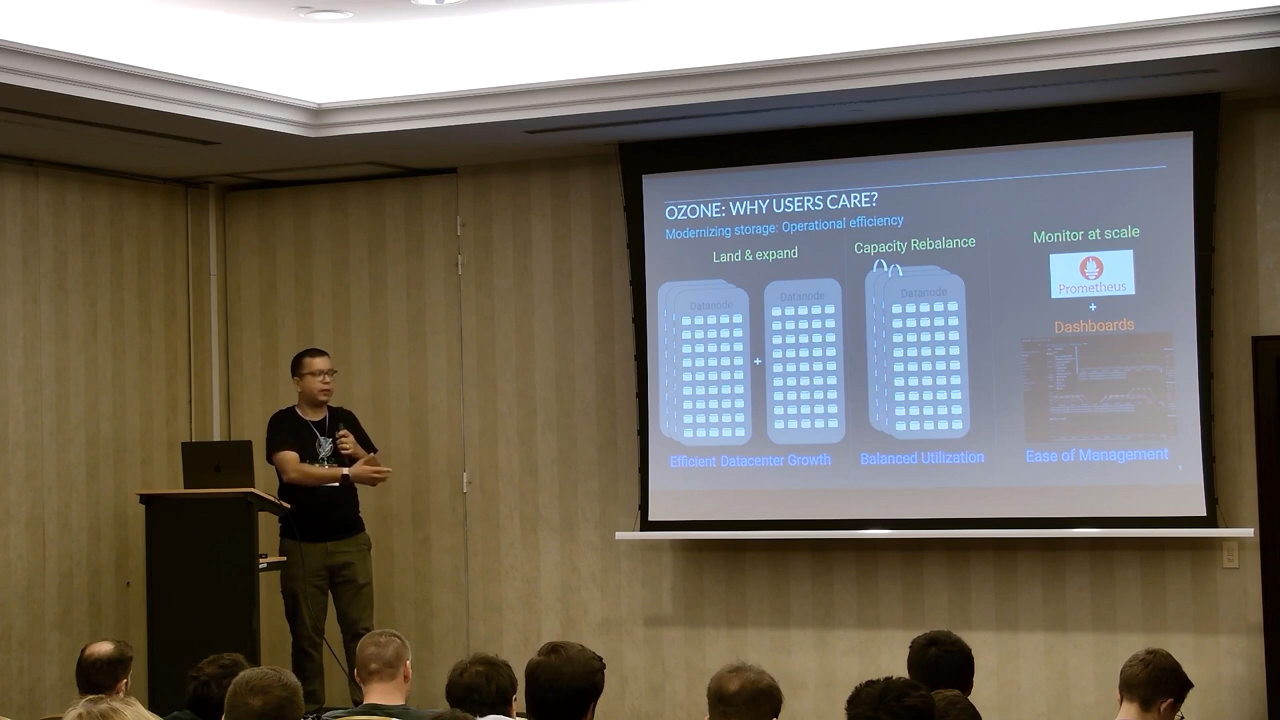 OZONE: WHY USERS CARE?
Modernizing storage: Operational efficiency
Land & expand
Capacity Rebalance
Monitor at scale
Datanode
Datanode
Datanode
Prometheus
+
+
Dashboards
Efficient Datacenter Growth
Balanced Utilization
Ease of Management